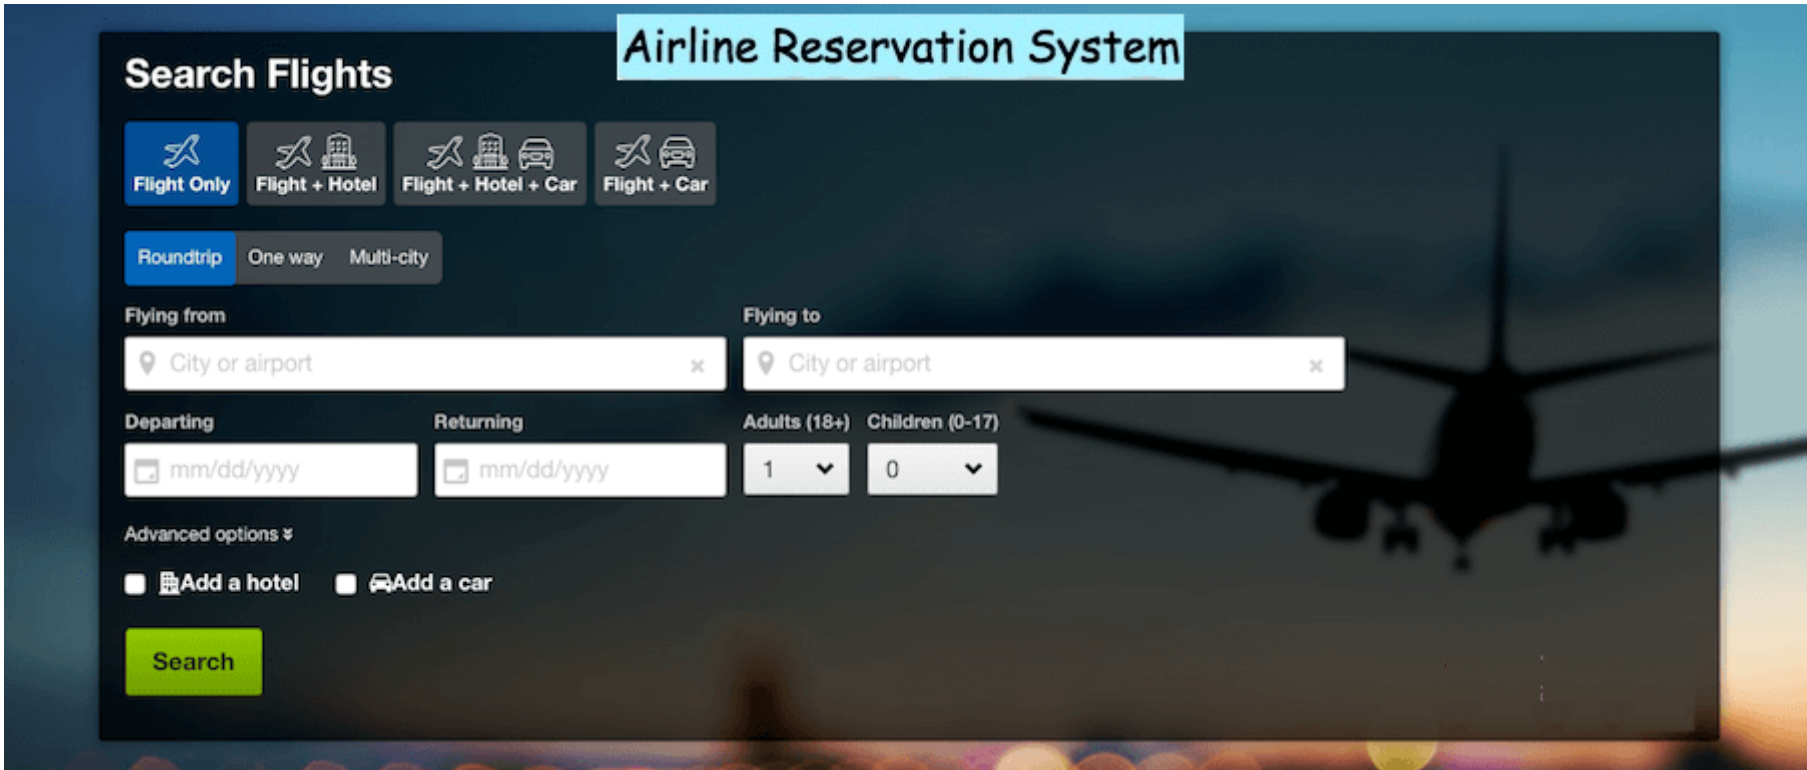 Airline Reservation System
Search Flights
Flight Only
Flight + Hotel
Flight + Hotel + Car
Flight + Car
Roundtrip One way Multi-city
Flying from
Flying to
City or airport
City or airport
Departing
Returning
Adults (18+)
Children (0-17)
mm/dd/yyyy
mm/dd/yyyy
1
0
Advanced options
Add a hotel
Add a car
Search